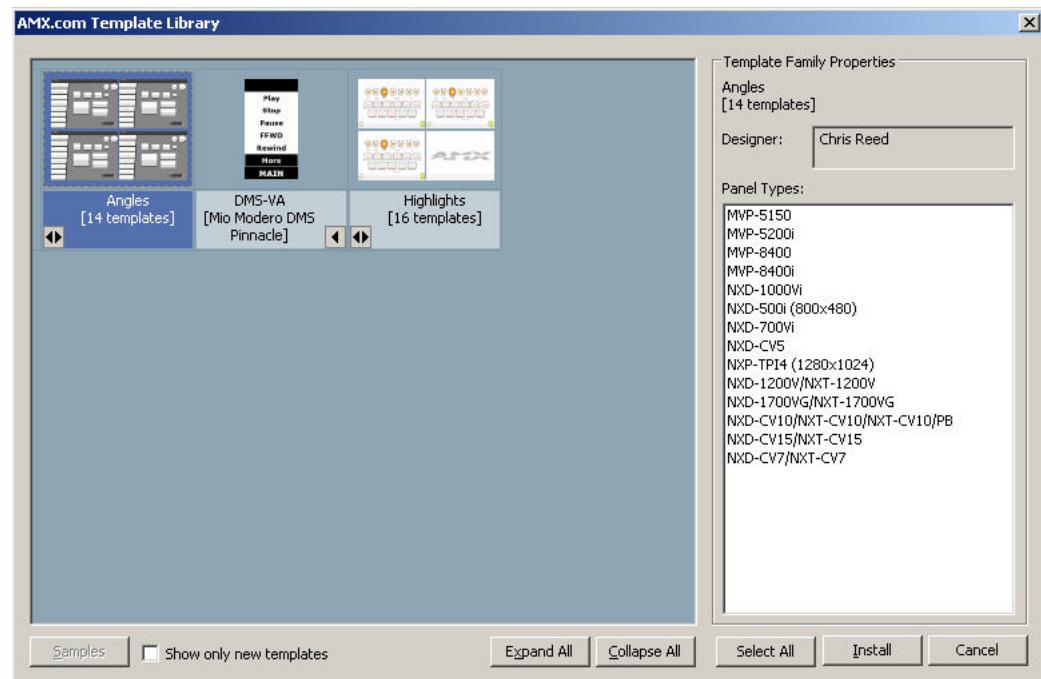 AMX.com Template Library
Play
Stop
Pause
FFWD
Rewind
More
MAIN
AMX
Angles
[14 templates]
DMS-VA
[Mio Modero DMS
Pinnacle]
Highlights
[16 templates]
Template Family Properties
Angles
[14 templates]
Designer:
Chris Reed
Panel Types:
MVP-5150
MVP-5200i
MVP-8400
MVP-8400i
NXD-1000Vi
NXD-500i (800x480)
NXD-700Vi
NXD-CV5
NXP-TPI4 (1280x1024)
NXD-1200V/NXT-1200V
NXD-1700VG/NXT-1700VG
NXD-CV10/NXT-CV10/NXT-CV10/PB
NXD-CV15/NXT-CV15
NXD-CV7/NXT-CV7
Samples
Show only new templates
Expand All
Collapse All
Select All
Install
Cancel